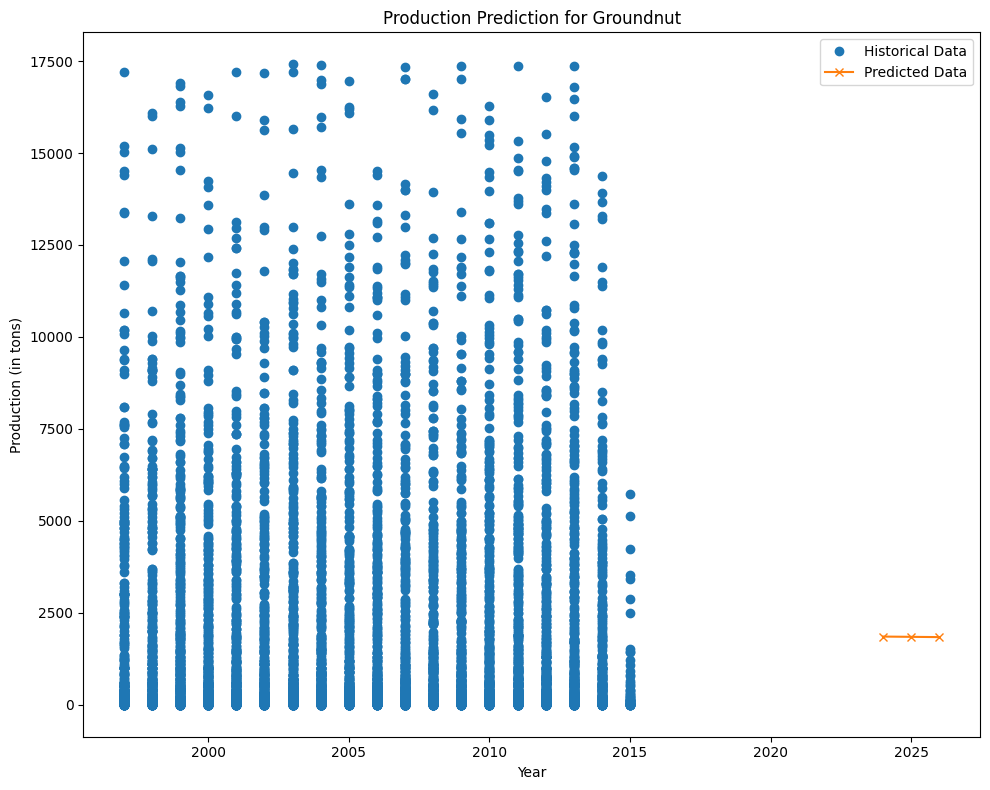 Production Prediction for Groundnut
Historical Data
Predicted Data
Production (in tons)
17500
15000
12500
10000
7500
5000
2500
0
2000
2005
2010
2015
2020
2025
Year